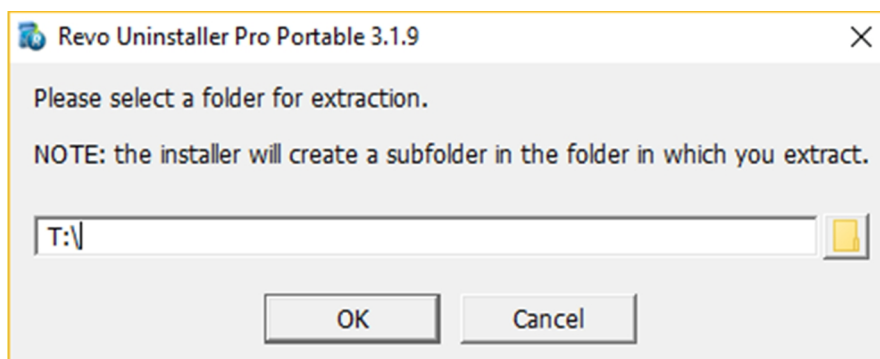 Revo Uninstaller Pro Portable 3.1.9
Please select a folder for extraction.
NOTE: the installer will create a subfolder in the folder in which you extract.
T:\
OK Cancel